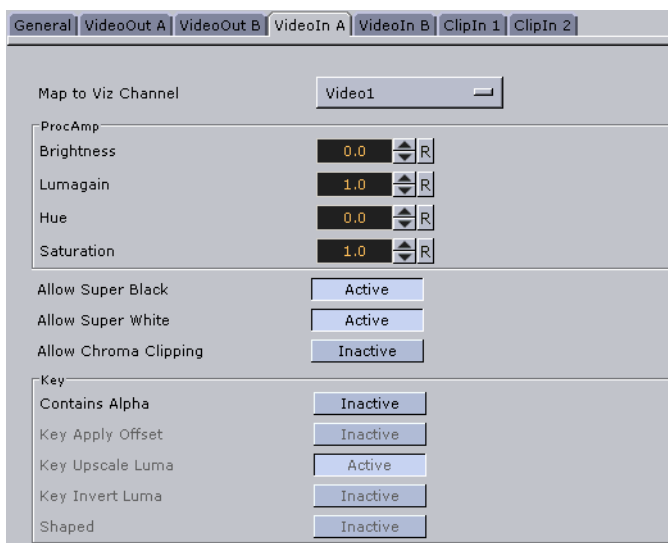 General VideoOut A VideoOut B VideoIn A VideoIn B ClipIn 1 ClipIn 2
Map to Viz Channel Video1
ProcAmp
Brightness 0.0 R
Lumagain 1.0 R
Hue 0.0 R
Saturation 1.0 R
Allow Super Black Active
Allow Super White Active
Allow Chroma Clipping Inactive
Key
Contains Alpha Inactive
Key Apply Offset Inactive
Key Upscale Luma Active
Key Invert Luma Inactive
Shaped Inactive